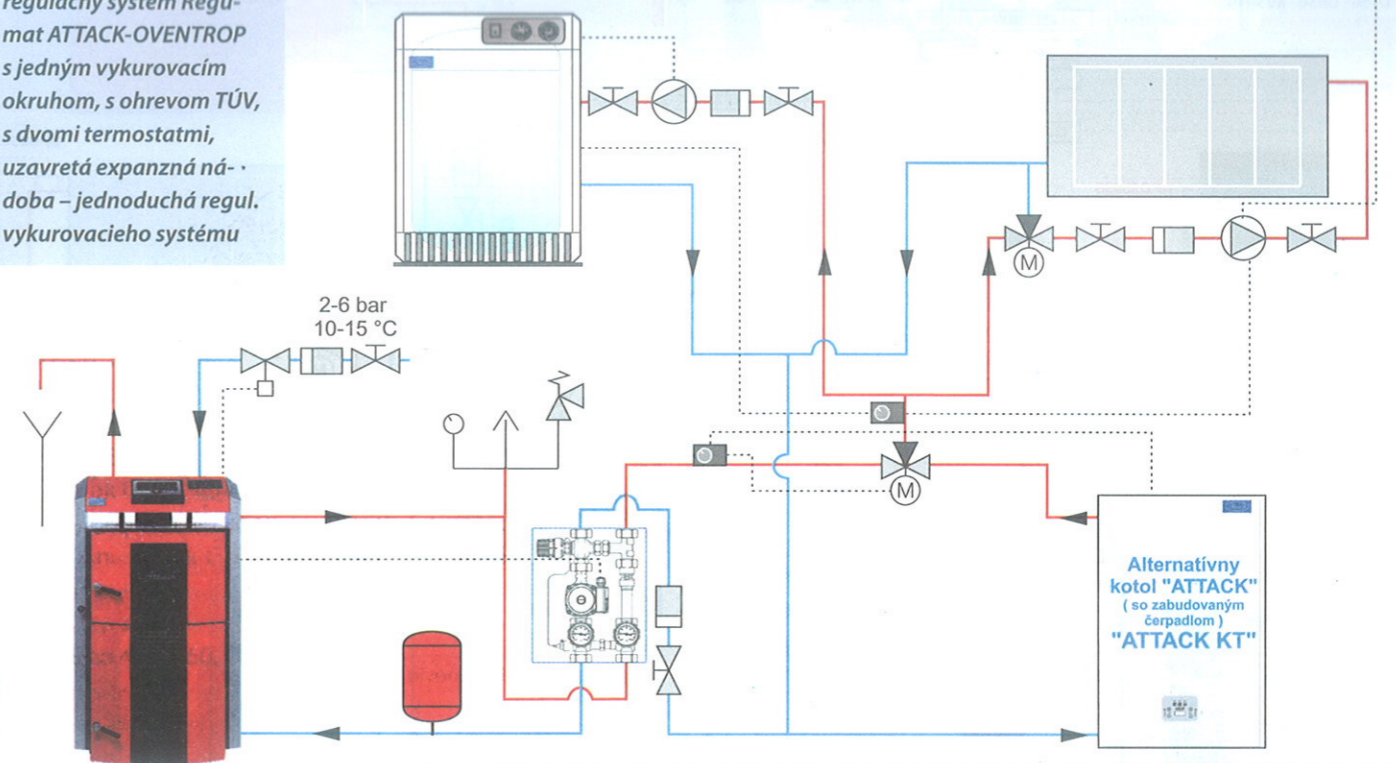 regulačný systém Regu-
mat ATTACK-OVENTROP
s jedným vykurovacím
okruhom, s ohrevom TÚV,
s dvomi termostatmi,
uzavretá expanzná ná-
doba – jednoduchá regul.
vykurovacieho systému
2-6 bar
10-15 °C
M
M
Alternatívny
kotol "ATTACK"
( so zabudovaným
čerpadlom )
"ATTACK KT"